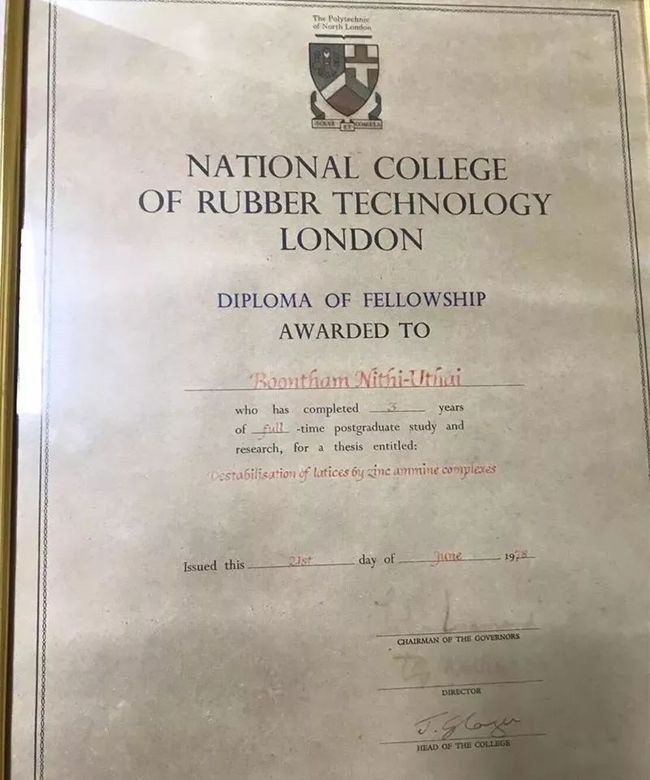 The Polytechnic
of North London
NATIONAL COLLEGE
OF RUBBER TECHNOLOGY
LONDON
DIPLOMA OF FELLOWSHIP
AWARDED TO
Boontham Nithi-Uthai
who has completed 3 years
of full -time postgraduate study and
research, for a thesis entitled:
Destabilisation of latices by zinc ammine complexes
Issued this 21st day of June 1978
CHAIRMAN OF THE GOVERNORS
DIRECTOR
J. Glazer
HEAD OF THE COLLEGE